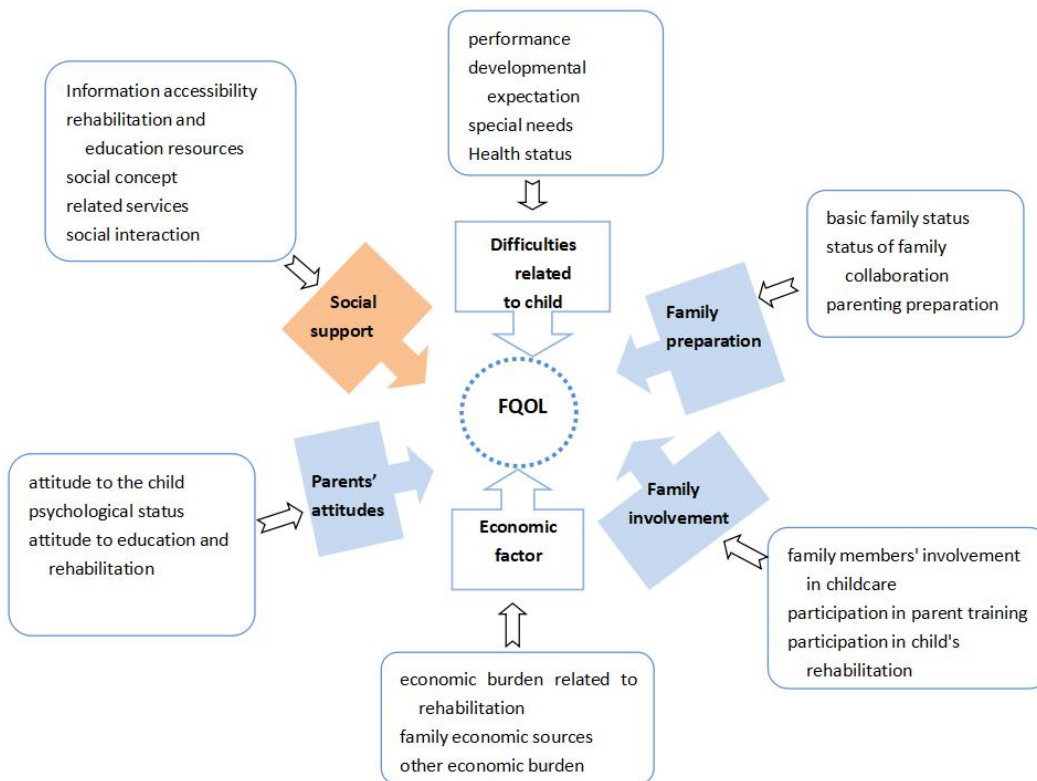 performance
developmental
expectation
special needs
Health status
Information accessibility
rehabilitation and
education resources
social concept
related services
social interaction
basic family status
status of family
collaboration
parenting preparation
Difficulties
related
to child
Social
support
Family
preparation
FQOL
Parents’
attitudes
Family
involvement
Economic
factor
attitude to the child
psychological status
attitude to education and
rehabilitation
family members' involvement
in childcare
participation in parent training
participation in child's
rehabilitation
economic burden related to
rehabilitation
family economic sources
other economic burden